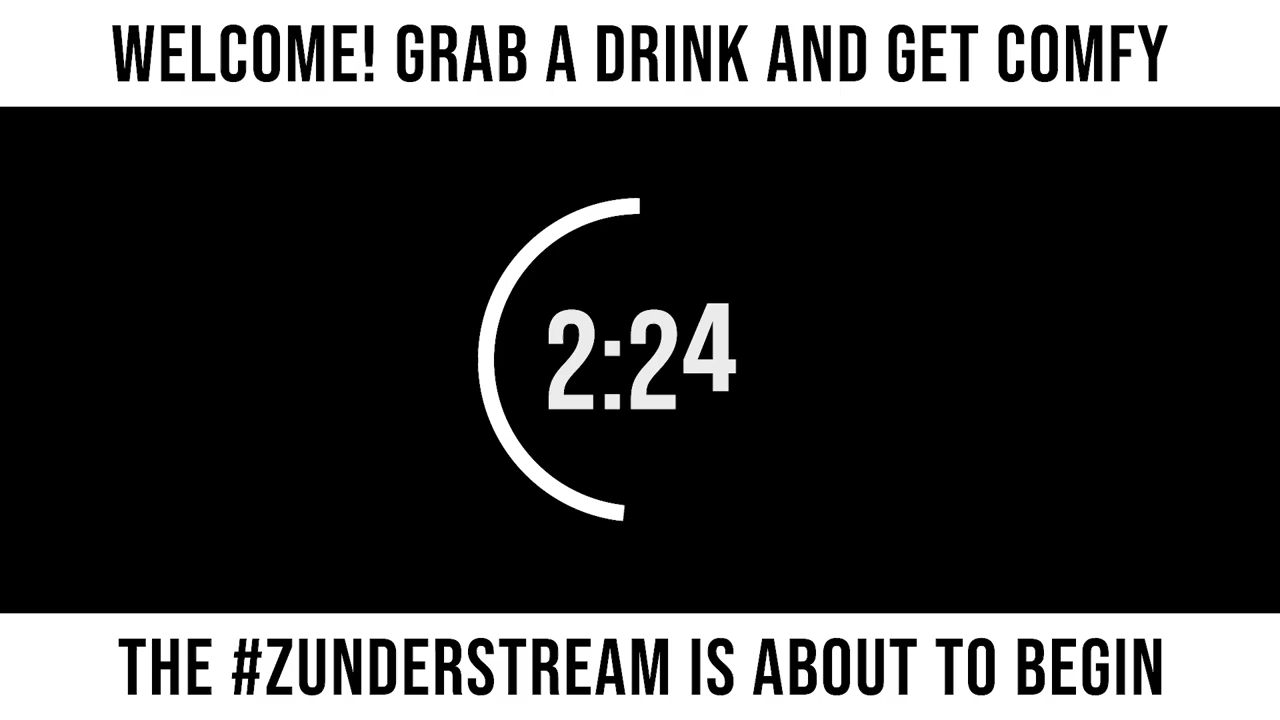 WELCOME! GRAB A DRINK AND GET COMFY
2:24
THE #ZUNDERSTREAM IS ABOUT TO BEGIN